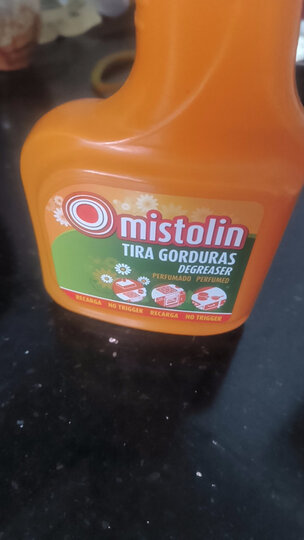 mistolin
TIRA GORDURAS
DEGREASER
PERFUMADO PERFUMED
RECARGA NO TRIGGER RECARGA NO TRIGGER